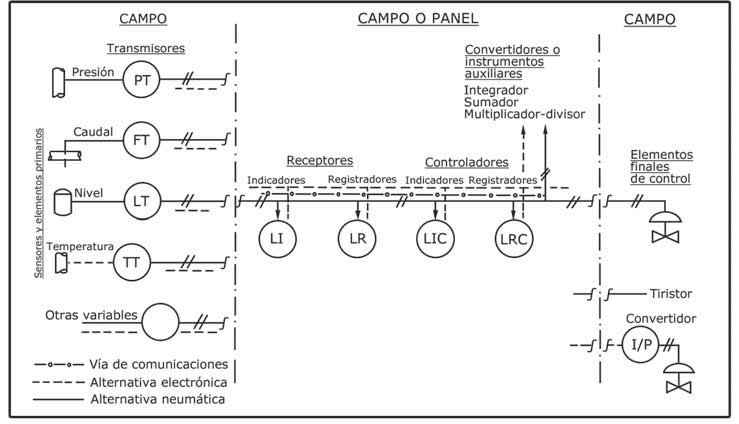 CAMPO
CAMPO O PANEL
CAMPO
Transmisores
Convertidores o
instrumentos
auxiliares
Integrador
Sumador
Multiplicador-divisor
Presión
PT
Caudal
FT
Nivel
LT
Temperatura
TT
Otras variables
Sensores y elementos primarios
Receptores
Controladores
Indicadores
Registradores
Indicadores
Registradores
LI
LR
LIC
LRC
Elementos
finales
de control
Tiristor
Convertidor
I/P
Vía de comunicaciones
Alternativa electrónica
Alternativa neumática